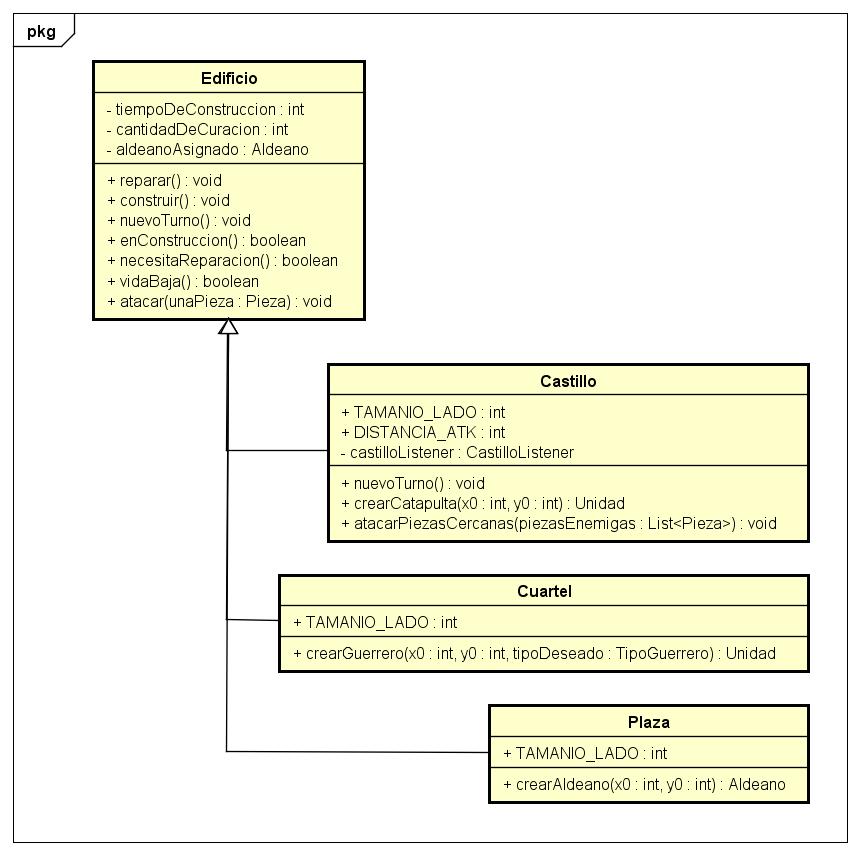 pkg
Edificio
- tiempoDeConstruccion : int
- cantidadDeCuracion : int
- aldeanoAsignado : Aldeano
+ reparar() : void
+ construir() : void
+ nuevoTurno() : void
+ enConstruccion() : boolean
+ necesitaReparacion() : boolean
+ vidaBaja() : boolean
+ atacar(unaPieza : Pieza) : void
Castillo
+ TAMANIO_LADO : int
+ DISTANCIA_ATK : int
- castilloListener : CastilloListener
+ nuevoTurno() : void
+ crearCatapulta(x0 : int, y0 : int) : Unidad
+ atacarPiezasCercanas(piezasEnemigas : List<Pieza>) : void
Cuartel
+ TAMANIO_LADO : int
+ crearGuerrero(x0 : int, y0 : int, tipoDeseado : TipoGuerrero) : Unidad
Plaza
+ TAMANIO_LADO : int
+ crearAldeano(x0 : int, y0 : int) : Aldeano